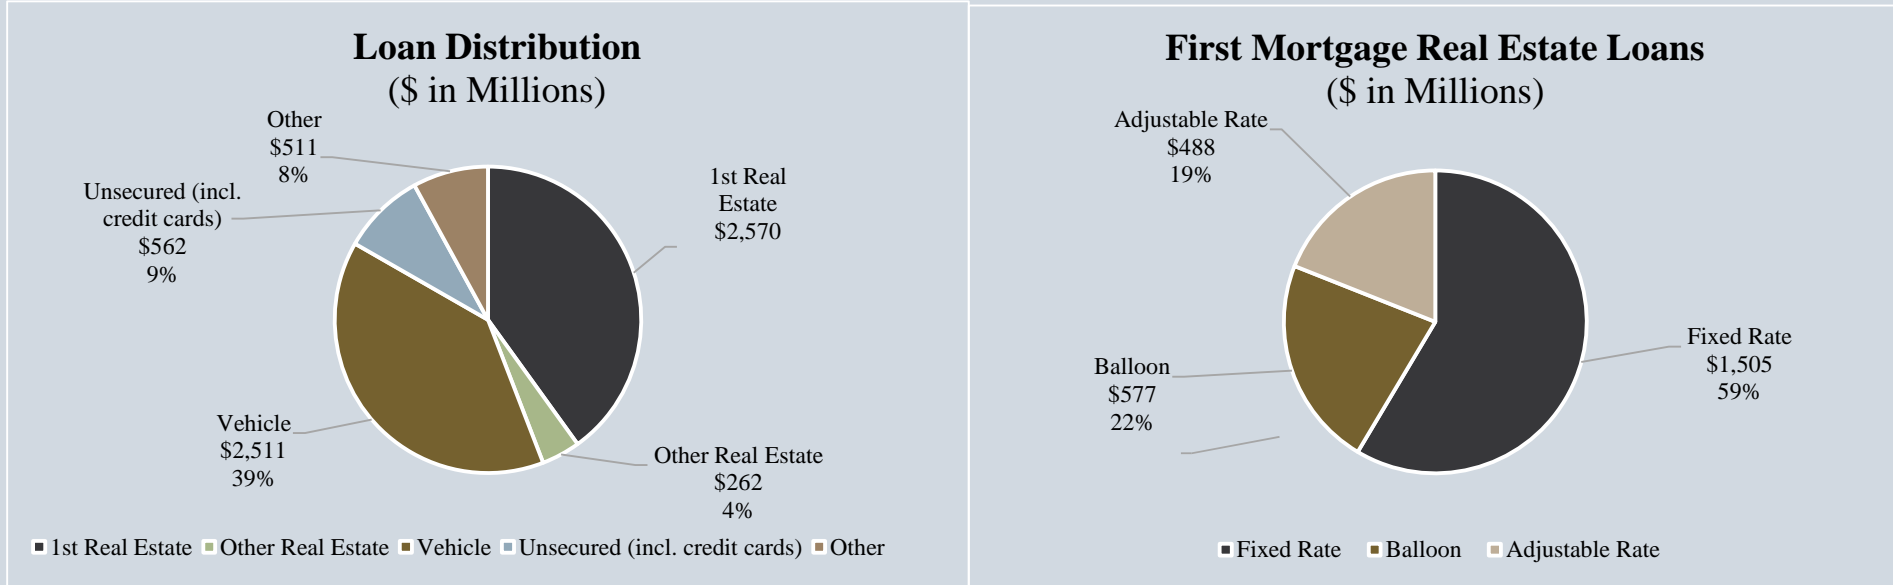 Loan Distribution
($ in Millions)
Other
$511
8%
Unsecured (incl.
credit cards)
$562
9%
1st Real
Estate
$2,570
Vehicle
$2,511
39%
Other Real Estate
$262
4%
1st Real Estate Other Real Estate Vehicle Unsecured (incl. credit cards) Other
First Mortgage Real Estate Loans
($ in Millions)
Adjustable Rate
$488
19%
Fixed Rate
$1,505
59%
Balloon
$577
22%
Fixed Rate Balloon Adjustable Rate